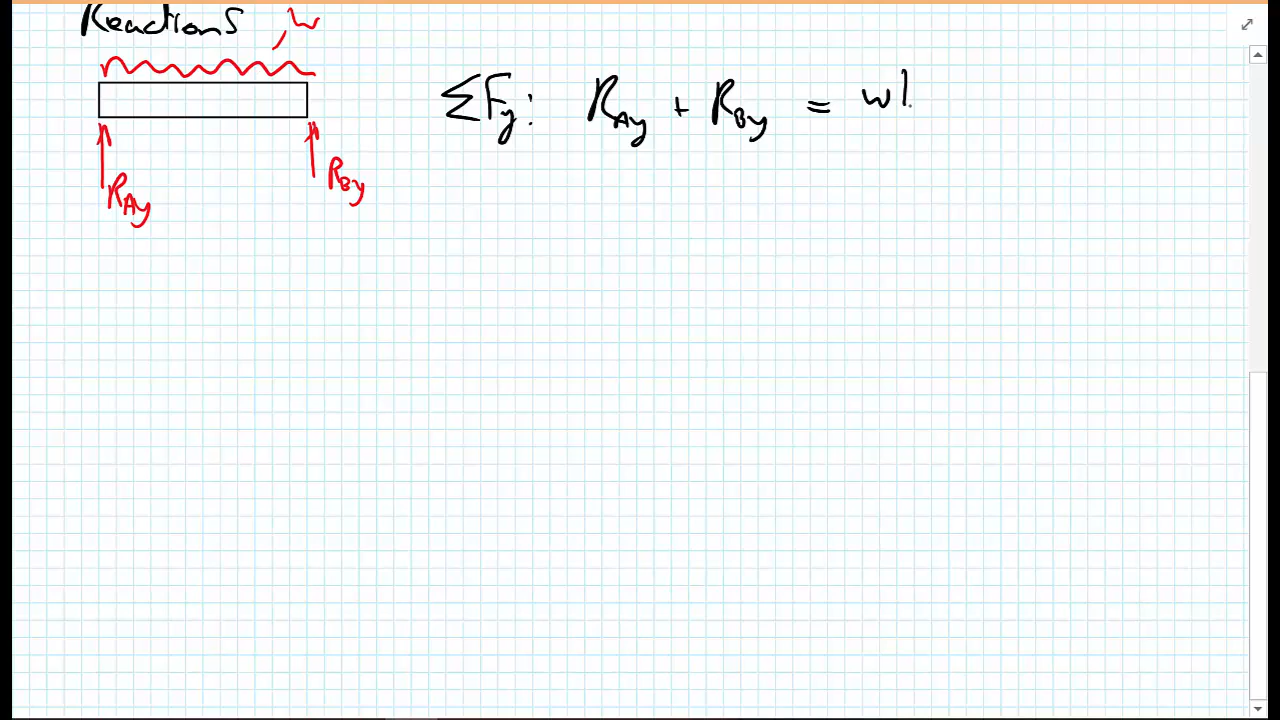 Reactions
w
ΣFy: RAy + RBy = wl
RBy
RAy